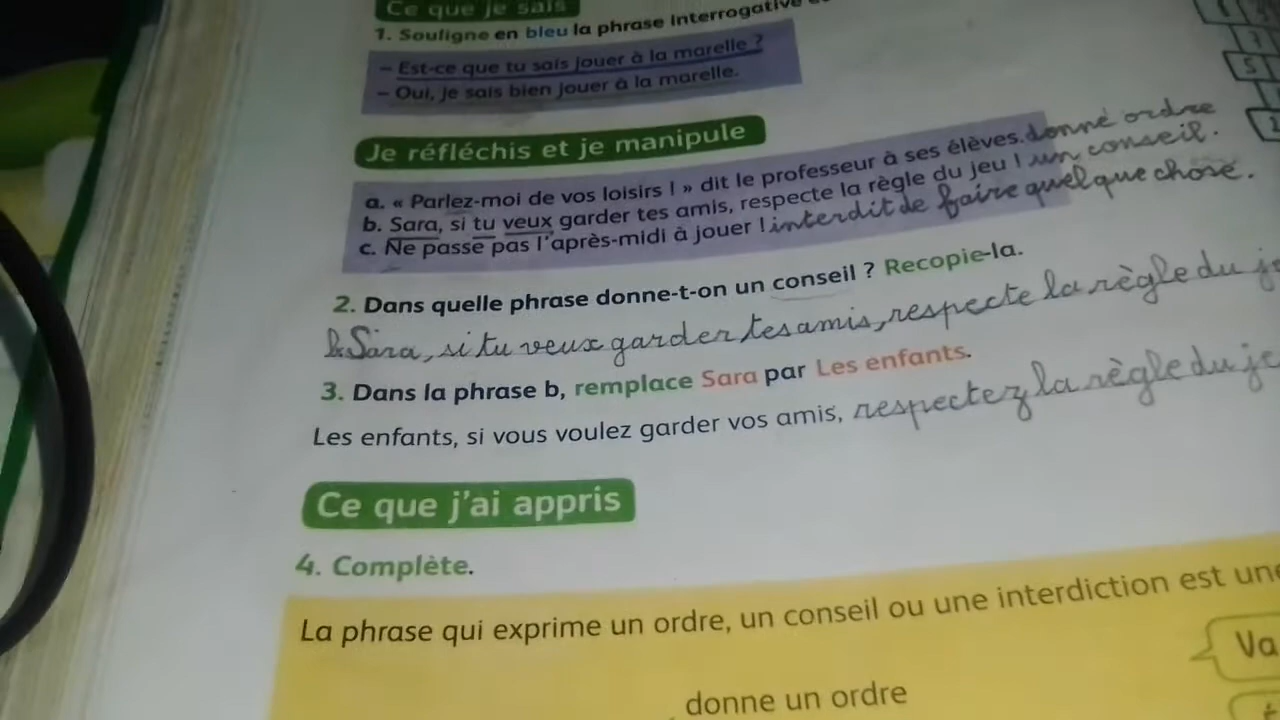 Ce que je sais
1. Souligne en bleu la phrase interrogative
– Est-ce que tu sais jouer à la marelle ?
– Oui, je sais bien jouer à la marelle.
Je réfléchis et je manipule
a. « Parlez-moi de vos loisirs ! » dit le professeur à ses élèves. donné ordre
b. Sara, si tu veux garder tes amis, respecte la règle du jeu ! un conseil.
c. Ne passe pas l'après-midi à jouer ! interdit de faire quelque chose.
2. Dans quelle phrase donne-t-on un conseil ? Recopie-la.
b. Sara, si tu veux garder tes amis, respecte la règle du
3. Dans la phrase b, remplace Sara par Les enfants.
Les enfants, si vous voulez garder vos amis, respectez la règle du
Ce que j'ai appris
4. Complète.
La phrase qui exprime un ordre, un conseil ou une interdiction est une
Va
donne un ordre